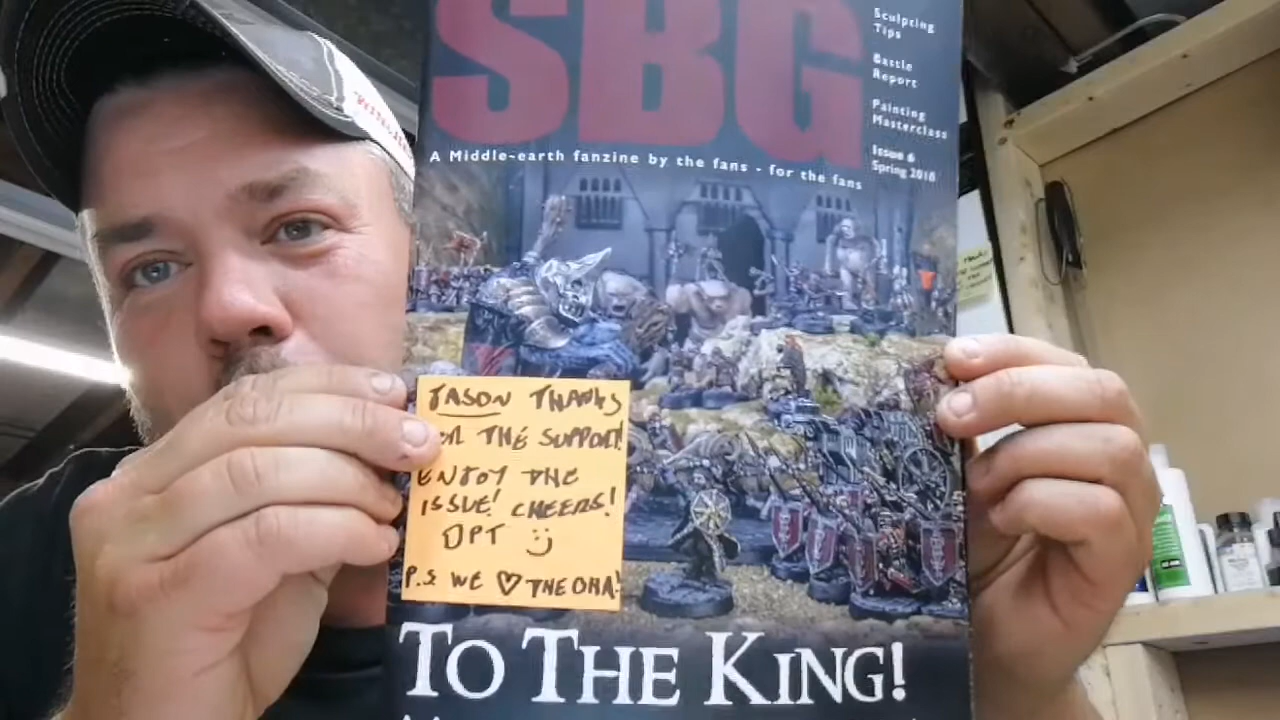 SBG
Sculpting
Tips
Battle
Report
Painting
Masterclass
Issue 6
Spring 2018
A Middle-earth fanzine by the fans - for the fans
JASON THANKS
THE SUPPORT!
ENJOY THE
ISSUE! CHEERS!
DPT :)
P.S WE ♡ THE OHA!
TO THE KING!